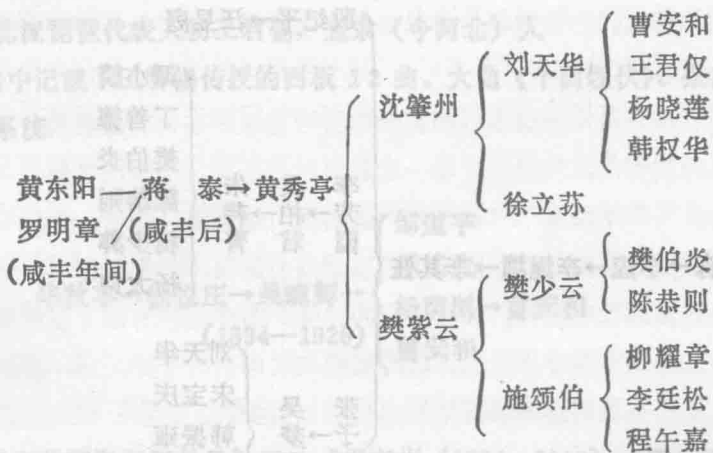 曹安和
刘天华 王君仪
沈肇州 杨晓莲
韩权华
黄东阳—蒋 泰→黄秀亭
罗明章 (咸丰后) 徐立荪
(咸丰年间)
樊伯炎
樊少云 陈恭则
樊紫云
柳耀章
施颂伯 李廷松
程午嘉